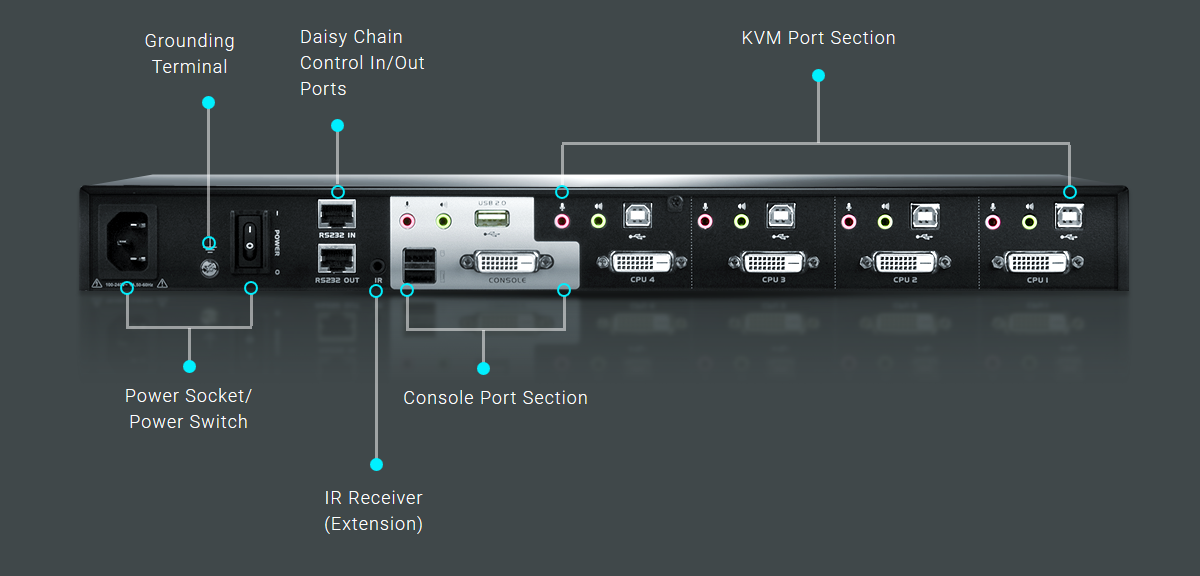 Grounding
Terminal
Daisy Chain
Control In/Out
Ports
KVM Port Section
USB 2.0
POWER
RS232 IN
RS232 OUT
IR
CONSOLE
CPU 4
CPU 3
CPU 2
CPU 1
Power Socket/
Power Switch
Console Port Section
IR Receiver
(Extension)